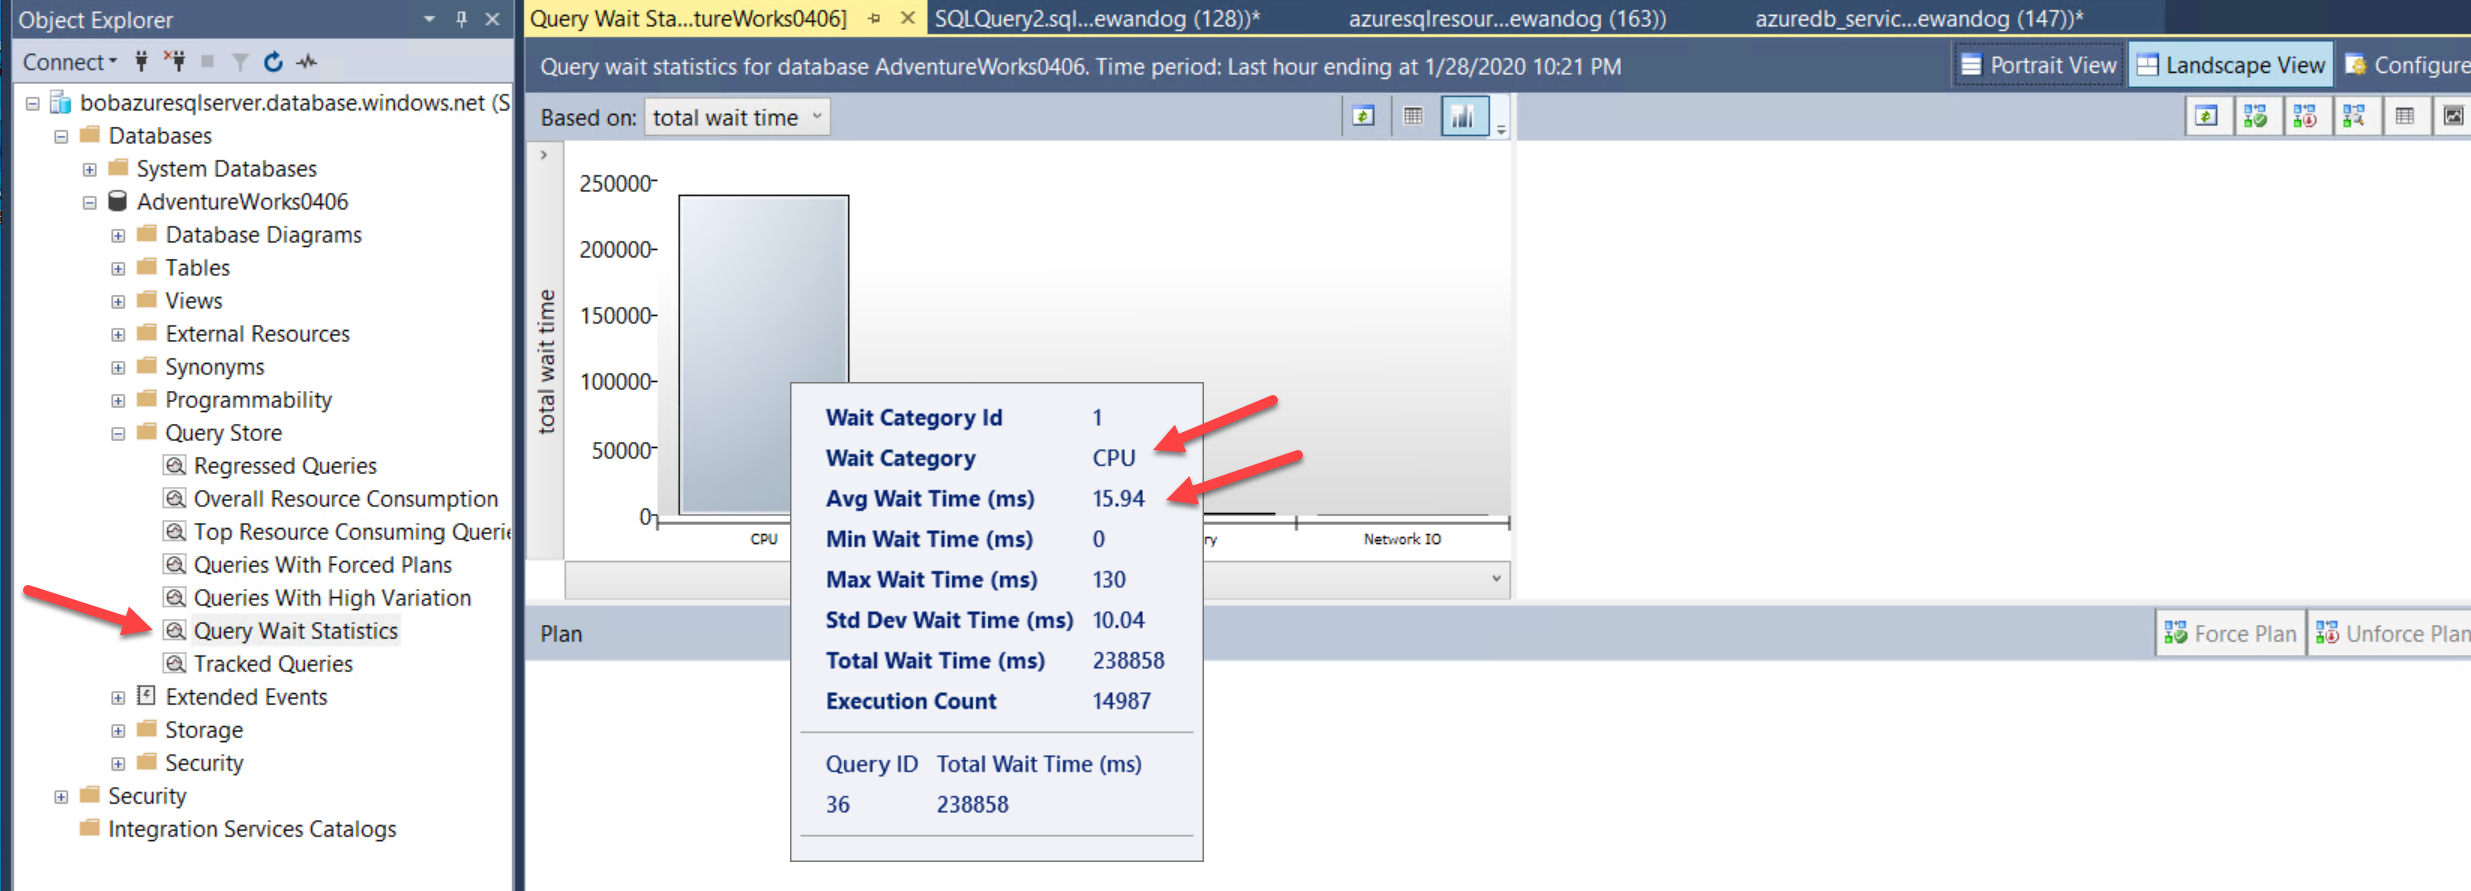 Object Explorer
Connect
bobazuresqlserver.database.windows.net (S
Databases
System Databases
AdventureWorks0406
Database Diagrams
Tables
Views
External Resources
Synonyms
Programmability
Query Store
Regressed Queries
Overall Resource Consumption
Top Resource Consuming Querie
Queries With Forced Plans
Queries With High Variation
Query Wait Statistics
Tracked Queries
Extended Events
Storage
Security
Security
Integration Services Catalogs
Query Wait Sta...tureWorks0406]
SQLQuery2.sql...ewandog (128))*
azuresqlresour...ewandog (163))
azuredb_servic...ewandog (147))*
Query wait statistics for database AdventureWorks0406. Time period: Last hour ending at 1/28/2020 10:21 PM
Portrait View
Landscape View
Configure
Based on: total wait time
total wait time
250000
200000
150000
100000
50000
0
CPU
ry
Network IO
Wait Category Id 1
Wait Category CPU
Avg Wait Time (ms) 15.94
Min Wait Time (ms) 0
Max Wait Time (ms) 130
Std Dev Wait Time (ms) 10.04
Total Wait Time (ms) 238858
Execution Count 14987
Query ID Total Wait Time (ms)
36 238858
Plan
Force Plan
Unforce Plan